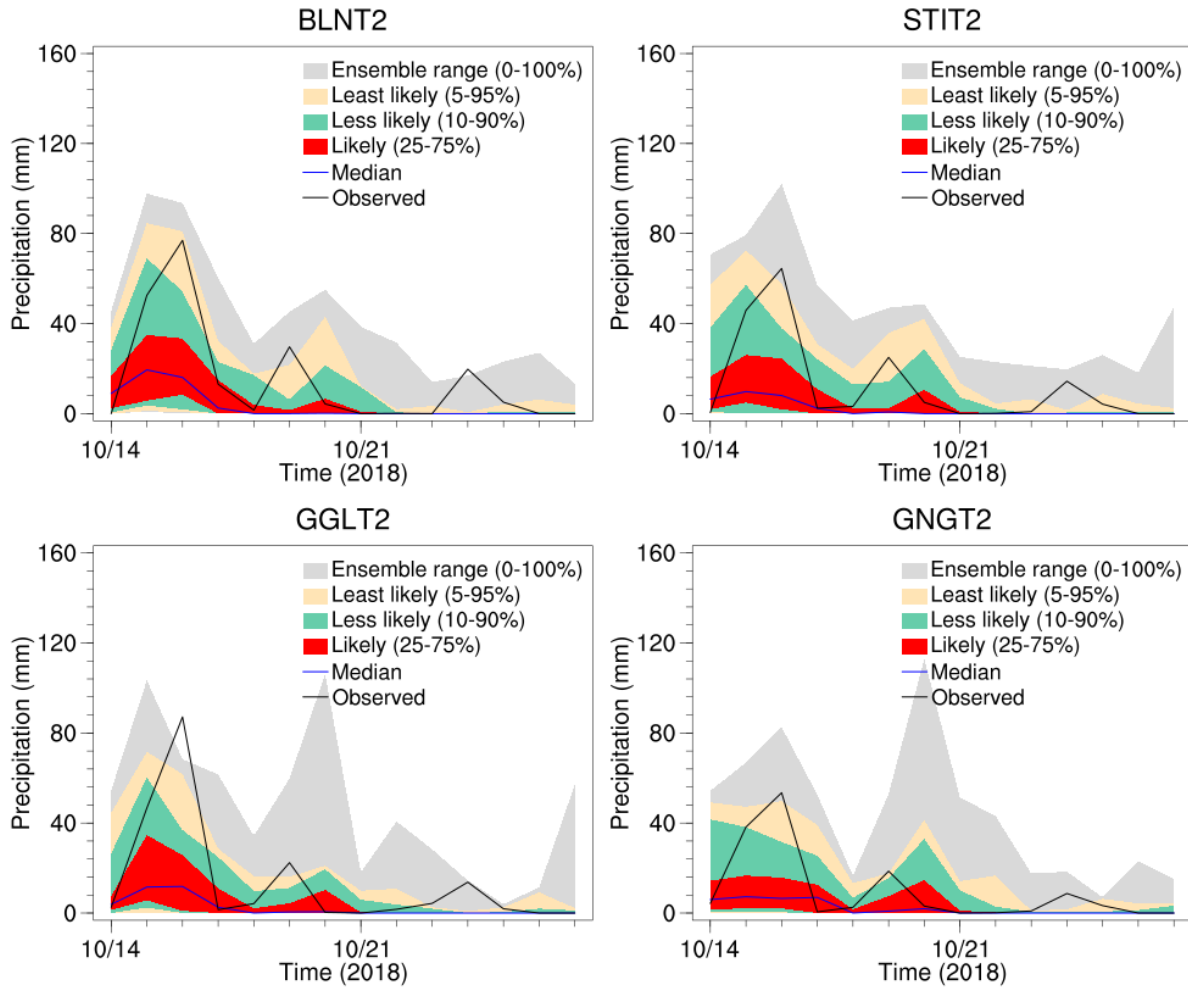 BLNT2
160
120
80
40
0
Precipitation (mm)
Ensemble range (0-100%)
Least likely (5-95%)
Less likely (10-90%)
Likely (25-75%)
Median
Observed
10/14
10/21
Time (2018)
STIT2
160
120
80
40
0
Precipitation (mm)
Ensemble range (0-100%)
Least likely (5-95%)
Less likely (10-90%)
Likely (25-75%)
Median
Observed
10/14
10/21
Time (2018)
GGLT2
160
120
80
40
0
Precipitation (mm)
Ensemble range (0-100%)
Least likely (5-95%)
Less likely (10-90%)
Likely (25-75%)
Median
Observed
10/14
10/21
Time (2018)
GNGT2
160
120
80
40
0
Precipitation (mm)
Ensemble range (0-100%)
Least likely (5-95%)
Less likely (10-90%)
Likely (25-75%)
Median
Observed
10/14
10/21
Time (2018)